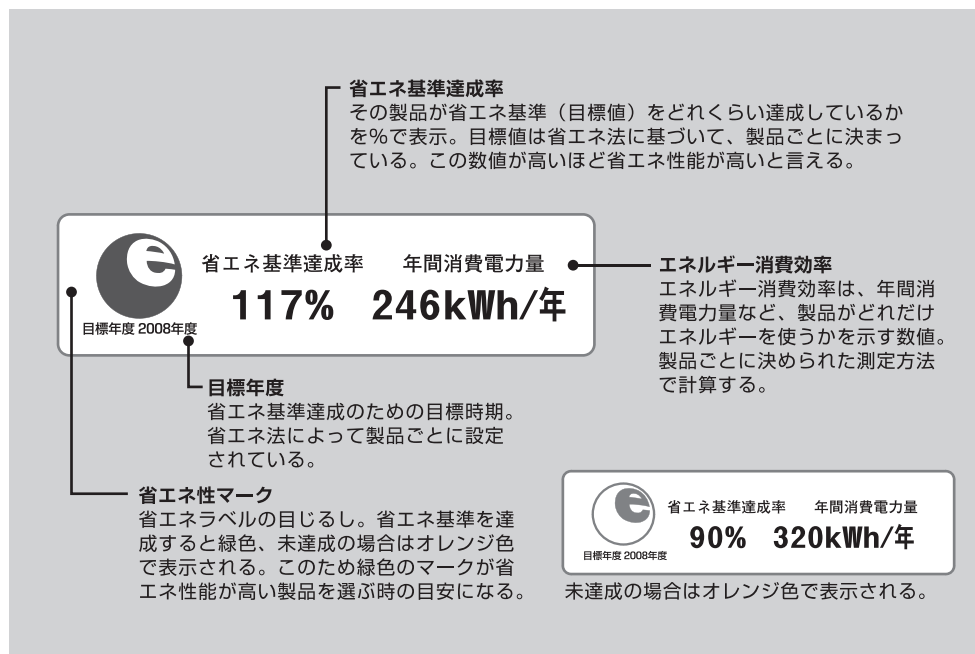 省エネ基準達成率
その製品が省エネ基準（目標値）をどれくらい達成しているか
を%で表示。目標値は省エネ法に基づいて、製品ごとに決まっ
ている。この数値が高いほど省エネ性能が高いと言える。
e
省エネ基準達成率 年間消費電力量
117% 246kWh/年
目標年度 2008年度
エネルギー消費効率
エネルギー消費効率は、年間消
費電力量など、製品がどれだけ
エネルギーを使うかを示す数値。
製品ごとに決められた測定方法
で計算する。
目標年度
省エネ基準達成のための目標時期。
省エネ法によって製品ごとに設定
されている。
省エネ性マーク
省エネラベルの目じるし。省エネ基準を達
成すると緑色、未達成の場合はオレンジ色
で表示される。このため緑色のマークが省
エネ性能が高い製品を選ぶ時の目安になる。
e
省エネ基準達成率 年間消費電力量
90% 320kWh/年
目標年度 2008年度
未達成の場合はオレンジ色で表示される。